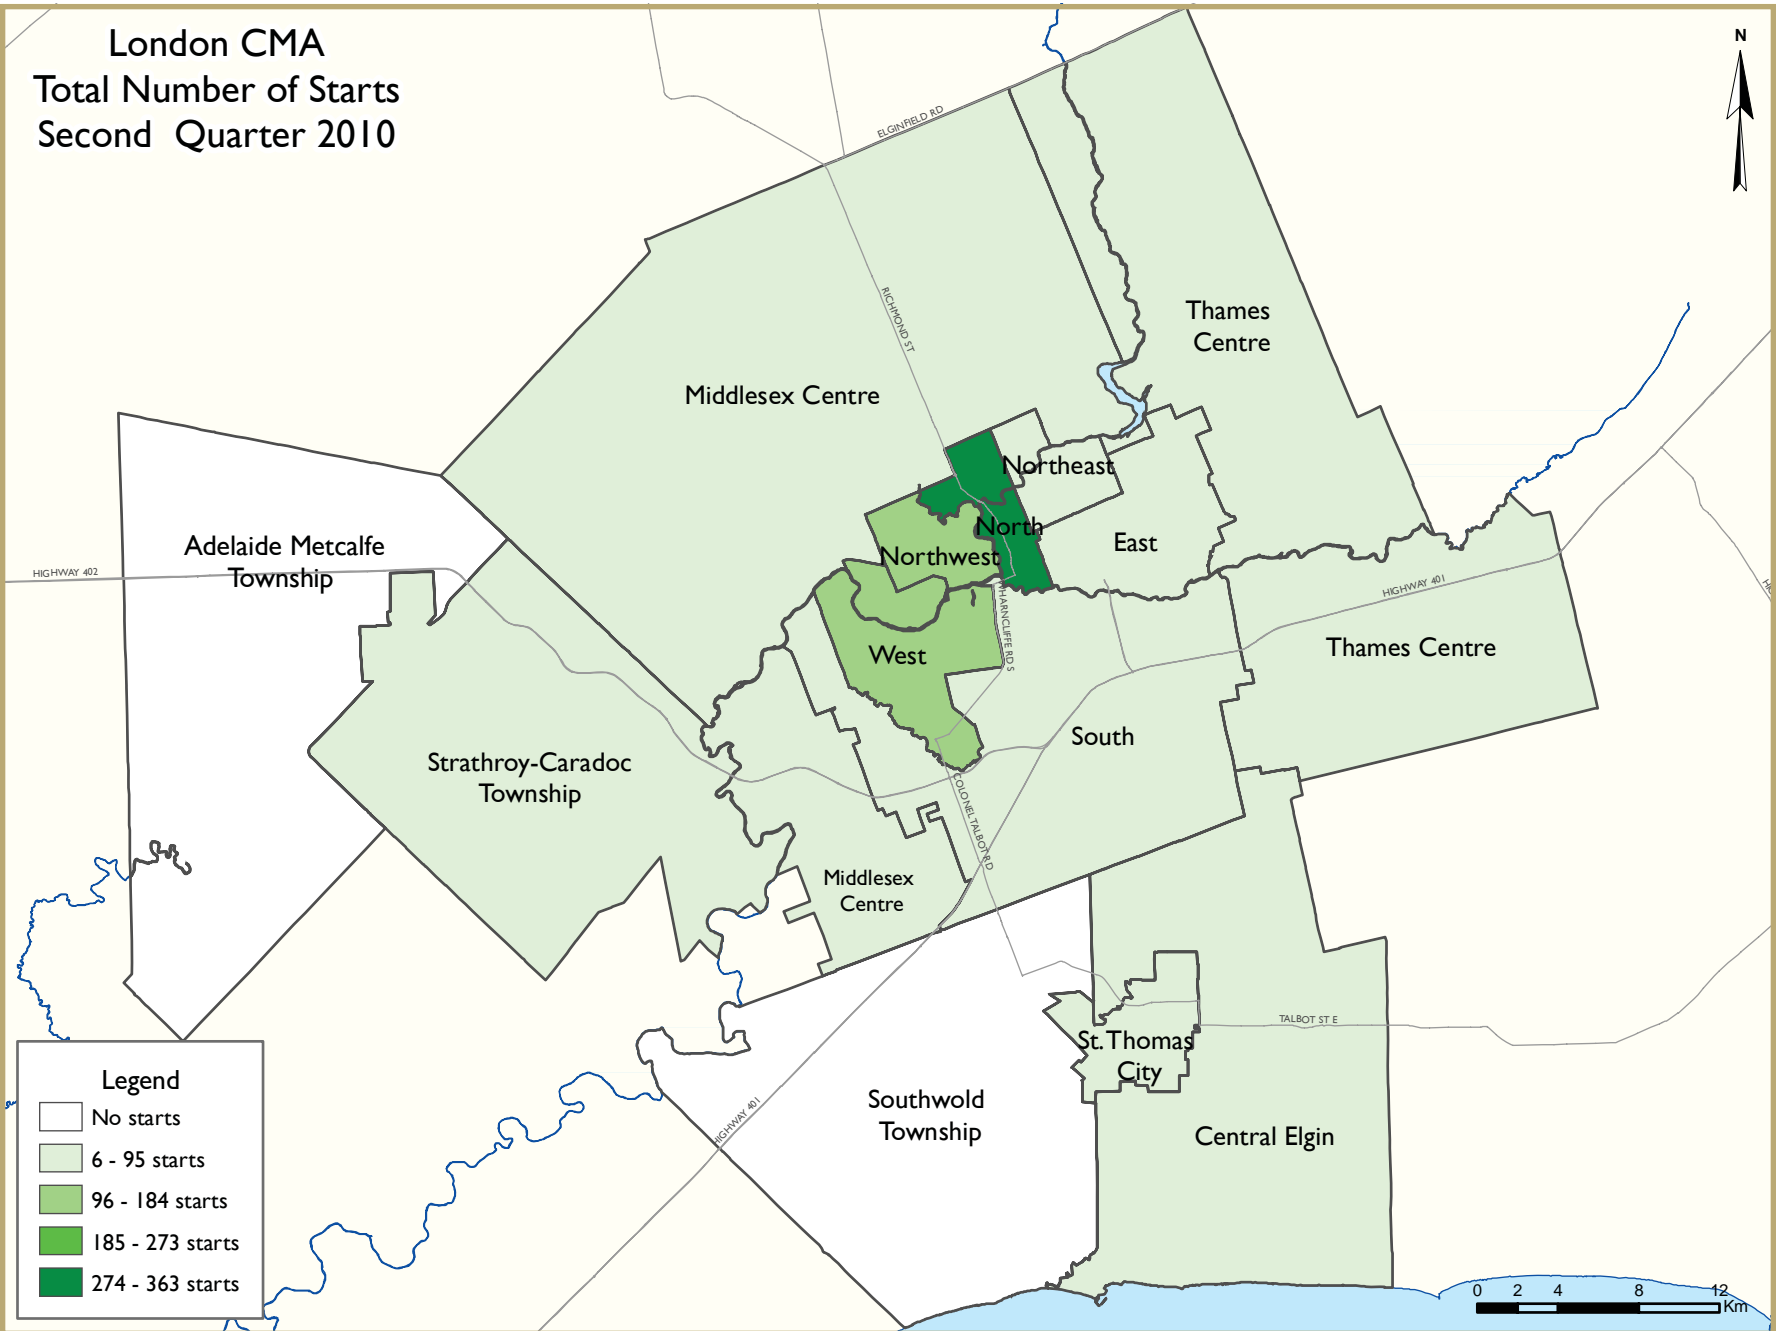 London CMA
Total Number of Starts
Second Quarter 2010
N
ELGINFIELD RD
RICHMOND ST
Thames
Centre
Middlesex Centre
Northeast
North
East
Northwest
Adelaide Metcalfe
Township
HIGHWAY 402
HIGHWAY 401
WHARNCLIFFE RD S
West
Thames Centre
South
Strathroy-Caradoc
Township
COLONEL TALBOT RD
Middlesex
Centre
TALBOT ST E
St. Thomas
City
Southwold
Township
Central Elgin
HIGHWAY 401
Legend
No starts
6 - 95 starts
96 - 184 starts
185 - 273 starts
274 - 363 starts
0 2 4 8 12
Km